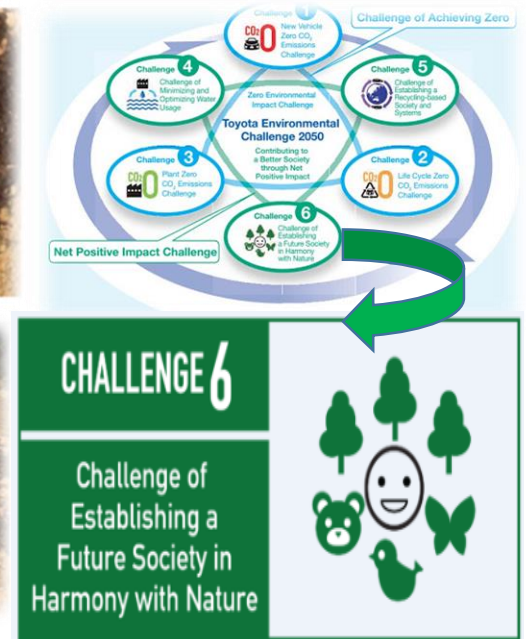 Challenge 1
New Vehicle
Zero CO₂
Emissions
Challenge
CO₂0
Challenge of Achieving Zero
Challenge 4
Challenge of
Minimizing and
Optimizing Water
Usage
Challenge 5
Challenge of
Establishing a
Recycling-based
Society and
Systems
Zero Environmental
Impact Challenge
Toyota Environmental
Challenge 2050
Contributing to
a Better Society
through Net
Positive Impact
Challenge 3
CO₂0
Plant Zero
CO₂ Emissions
Challenge
Challenge 2
CO₂0
Life Cycle Zero
CO₂ Emissions
Challenge
Challenge 6
Challenge of
Establishing
a Future Society
in Harmony
with Nature
Net Positive Impact Challenge
CHALLENGE 6
Challenge of
Establishing a
Future Society in
Harmony with Nature